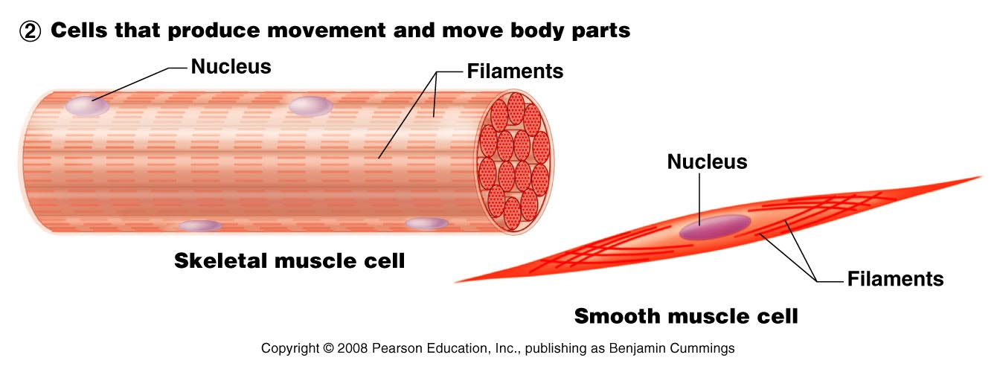 ② Cells that produce movement and move body parts
Nucleus
Filaments
Nucleus
Skeletal muscle cell
Filaments
Smooth muscle cell
Copyright © 2008 Pearson Education, Inc., publishing as Benjamin Cummings